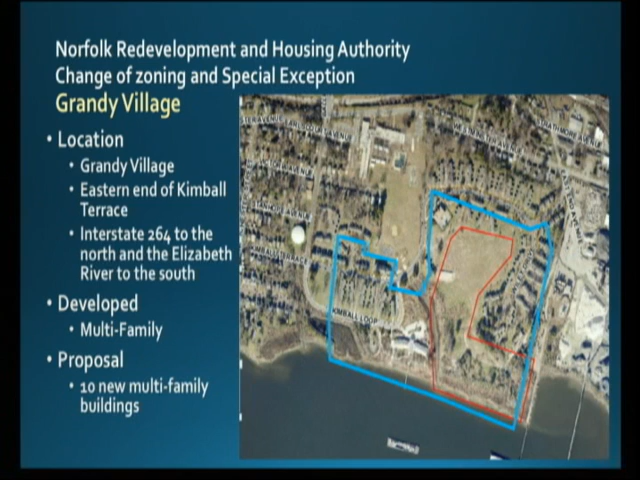 Norfolk Redevelopment and Housing Authority
Change of zoning and Special Exception
Grandy Village
• Location
• Grandy Village
• Eastern end of Kimball
Terrace
• Interstate 264 to the
north and the Elizabeth
River to the south
• Developed
• Multi-Family
• Proposal
• 10 new multi-family
buildings
KIMBALL LOOP